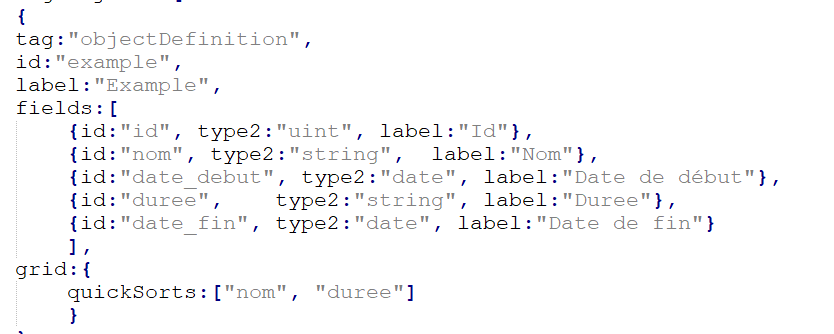 {
tag:"objectDefinition",
id:"example",
label:"Example",
fields:[
{id:"id", type2:"uint", label:"Id"},
{id:"nom", type2:"string",  label:"Nom"},
{id:"date_debut", type2:"date", label:"Date de début"},
{id:"duree",    type2:"string", label:"Duree"},
{id:"date_fin", type2:"date", label:"Date de fin"}
],
grid:{
quickSorts:["nom", "duree"]
}